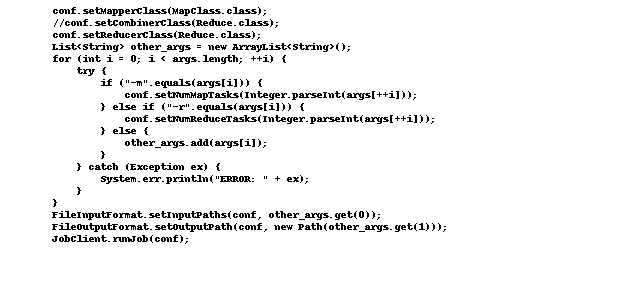 conf.setMapperClass(MapClass.class);
//conf.setCombinerClass(Reduce.class);
conf.setReducerClass(Reduce.class);
List<String> other_args = new ArrayList<String>();
for (int i = 0; i < args.length; ++i) {
    try {
        if ("-m".equals(args[i])) {
            conf.setNumMapTasks(Integer.parseInt(args[++i]));
        } else if ("-r".equals(args[i])) {
            conf.setNumReduceTasks(Integer.parseInt(args[++i]));
        } else {
            other_args.add(args[i]);
        }
    } catch (Exception ex) {
        System.err.println("ERROR: " + ex);
    }
}
FileInputFormat.setInputPaths(conf, other_args.get(0));
FileOutputFormat.setOutputPath(conf, new Path(other_args.get(1)));
JobClient.runJob(conf);